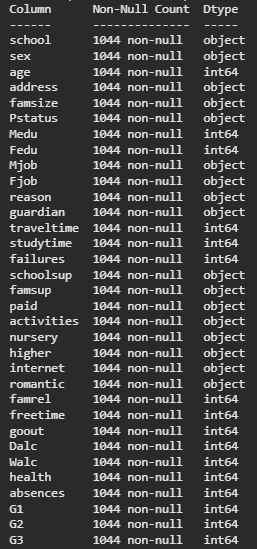 Column Non-Null Count Dtype
------ -------------- -----
school 1044 non-null object
sex 1044 non-null object
age 1044 non-null int64
address 1044 non-null object
famsize 1044 non-null object
Pstatus 1044 non-null object
Medu 1044 non-null int64
Fedu 1044 non-null int64
Mjob 1044 non-null object
Fjob 1044 non-null object
reason 1044 non-null object
guardian 1044 non-null object
traveltime 1044 non-null int64
studytime 1044 non-null int64
failures 1044 non-null int64
schoolsup 1044 non-null object
famsup 1044 non-null object
paid 1044 non-null object
activities 1044 non-null object
nursery 1044 non-null object
higher 1044 non-null object
internet 1044 non-null object
romantic 1044 non-null object
famrel 1044 non-null int64
freetime 1044 non-null int64
goout 1044 non-null int64
Dalc 1044 non-null int64
Walc 1044 non-null int64
health 1044 non-null int64
absences 1044 non-null int64
G1 1044 non-null int64
G2 1044 non-null int64
G3 1044 non-null int64